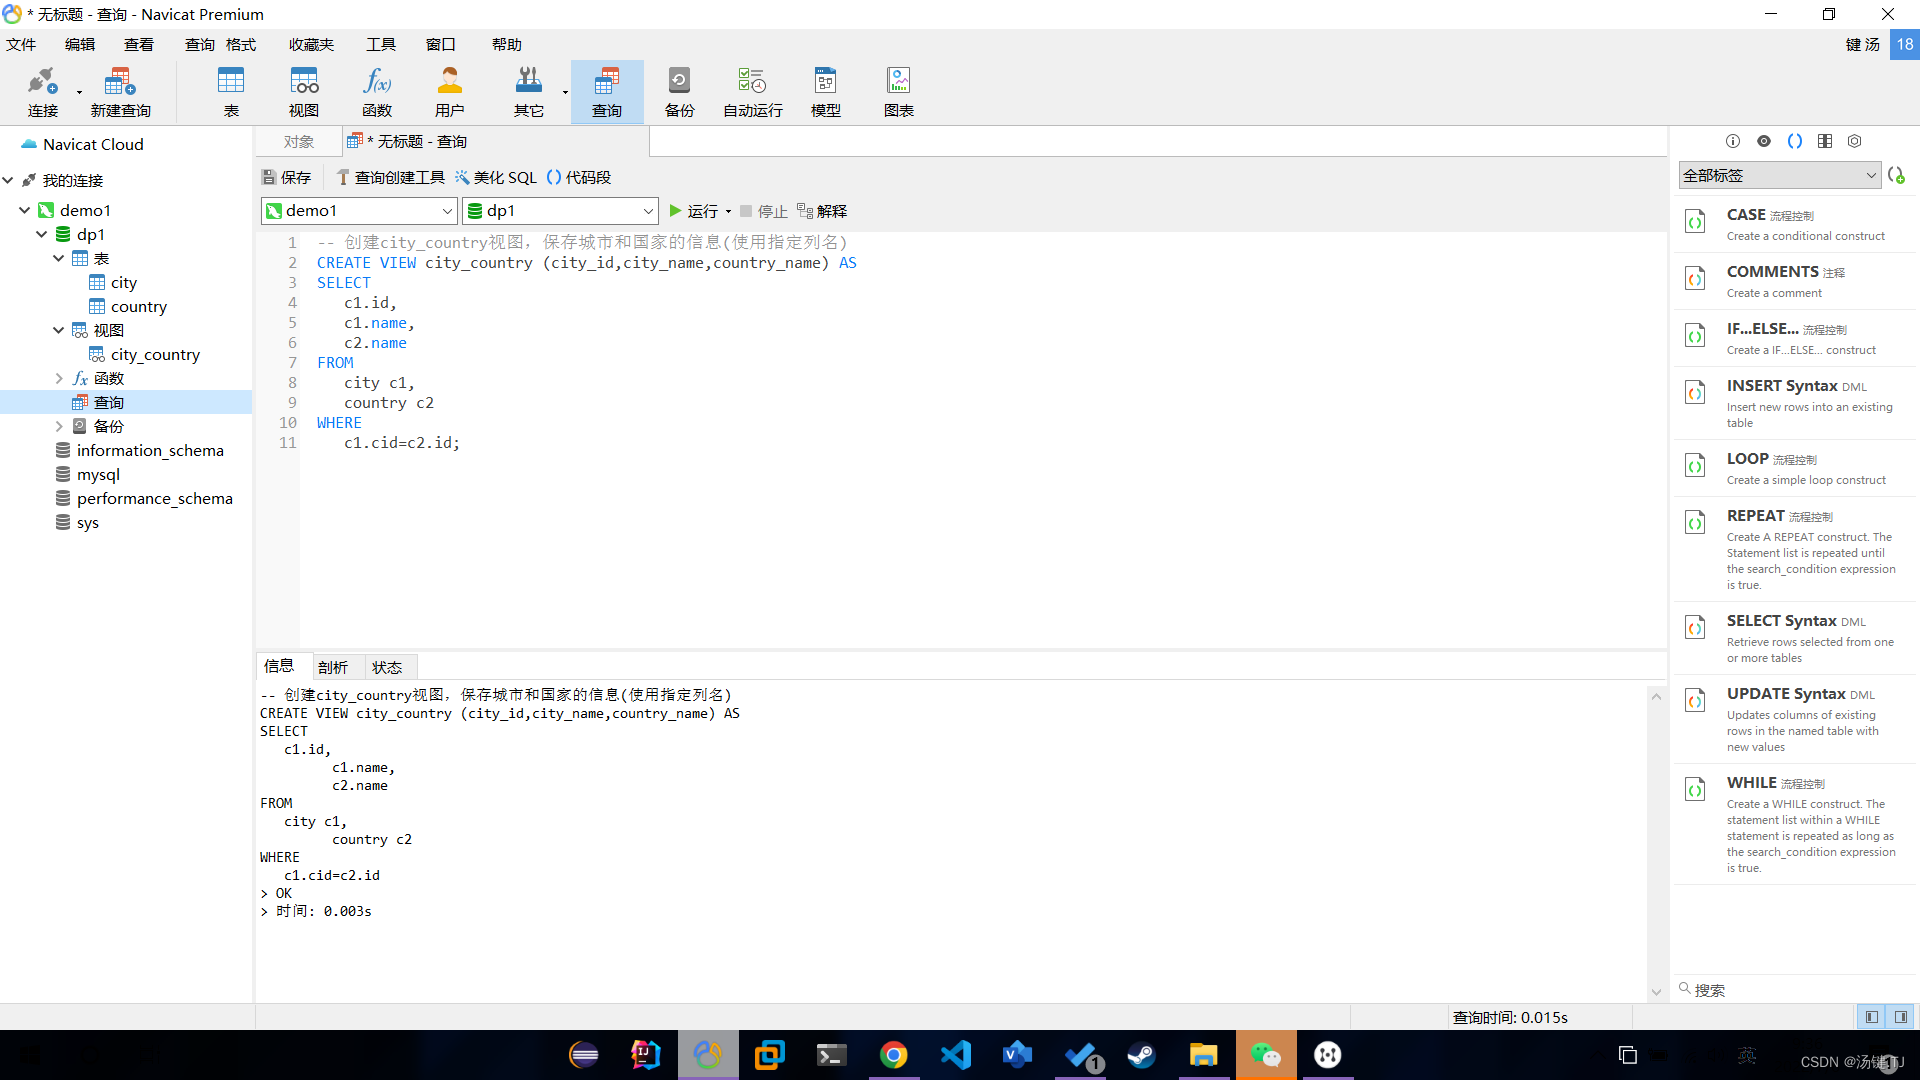 * 无标题 - 查询 - Navicat Premium
文件 编辑 查看 查询 格式 收藏夹 工具 窗口 帮助 键 汤 18
连接 新建查询 表 视图 函数 用户 其它 查询 备份 自动运行 模型 图表
Navicat Cloud
我的连接
demo1
dp1
表
city
country
视图
city_country
函数
查询
备份
information_schema
mysql
performance_schema
sys
对象 * 无标题 - 查询
保存 查询创建工具 美化 SQL 代码段
demo1 dp1 运行 停止 解释
1 -- 创建city_country视图，保存城市和国家的信息(使用指定列名)
2 CREATE VIEW city_country (city_id,city_name,country_name) AS
3 SELECT
4 c1.id,
5 c1.name,
6 c2.name
7 FROM
8 city c1,
9 country c2
10 WHERE
11 c1.cid=c2.id;
信息 剖析 状态
-- 创建city_country视图，保存城市和国家的信息(使用指定列名)
CREATE VIEW city_country (city_id,city_name,country_name) AS
SELECT
c1.id,
c1.name,
c2.name
FROM
city c1,
country c2
WHERE
c1.cid=c2.id
> OK
> 时间: 0.003s
全部标签
CASE 流程控制
Create a conditional construct
COMMENTS 注释
Create a comment
IF...ELSE... 流程控制
Create a IF...ELSE... construct
INSERT Syntax DML
Insert new rows into an existing
table
LOOP 流程控制
Create a simple loop construct
REPEAT 流程控制
Create A REPEAT construct. The
Statement list is repeated until
the search_condition expression
is true.
SELECT Syntax DML
Retrieve rows selected from one
or more tables
UPDATE Syntax DML
Updates columns of existing
rows in the named table with
new values
WHILE 流程控制
Create a WHILE construct. The
statement list within a WHILE
statement is repeated as long as
the search_condition expression
is true.
搜索
查询时间: 0.015s
1
英
CSDN @汤键.TJ